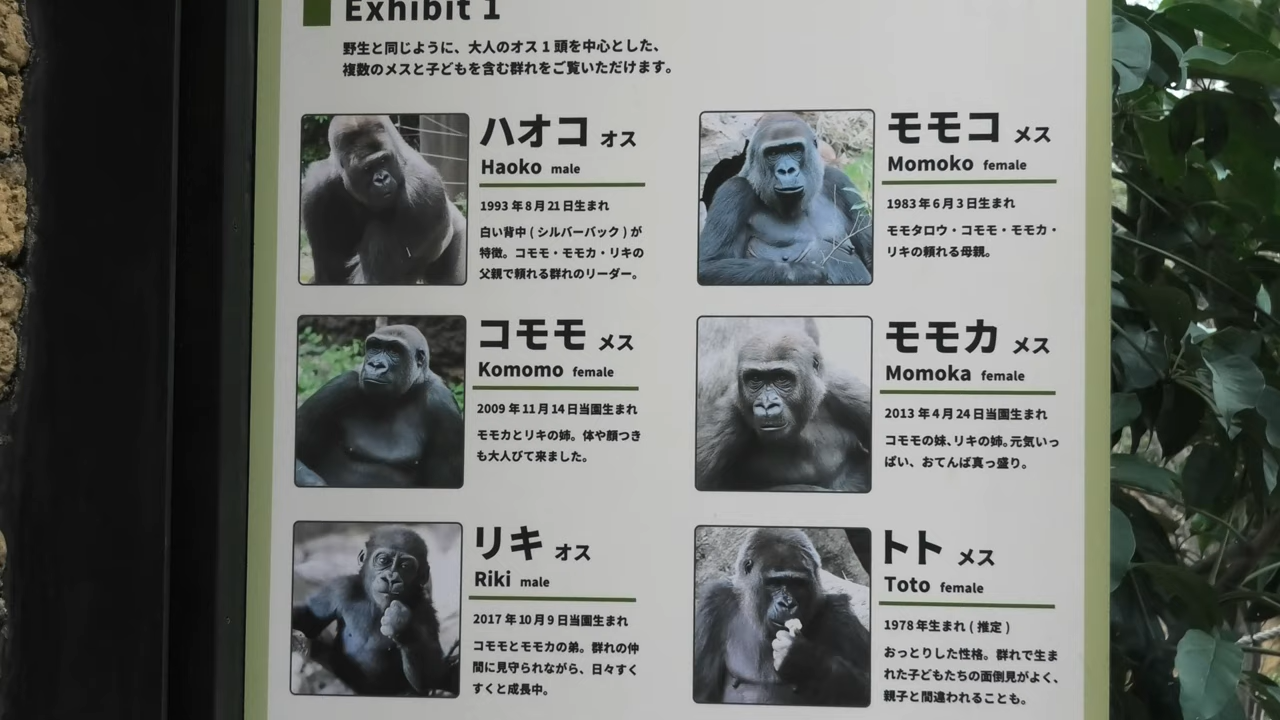 Exhibit 1
野生と同じように、大人のオス1頭を中心とした、
複数のメスと子どもを含む群れをご覧いただけます。
ハオコ オス
Haoko male
1993年8月21日生まれ
白い背中(シルバーバック)が
特徴。コモモ・モモカ・リキの
父親で頼れる群れのリーダー。
モモコ メス
Momoko female
1983年6月3日生まれ
モモタロウ・コモモ・モモカ・
リキの頼れる母親。
コモモ メス
Komomo female
2009年11月14日当園生まれ
モモカとリキの姉。体や顔つき
も大人びて来ました。
モモカ メス
Momoka female
2013年4月24日当園生まれ
コモモの妹、リキの姉。元気いっ
ぱい、おてんば真っ盛り。
リキ オス
Riki male
2017年10月9日当園生まれ
コモモとモモカの弟。群れの仲
間に見守られながら、日々すく
すくと成長中。
トト メス
Toto female
1978年生まれ(推定)
おっとりした性格。群れで生ま
れた子どもたちの面倒見がよく、
親子と間違われることも。